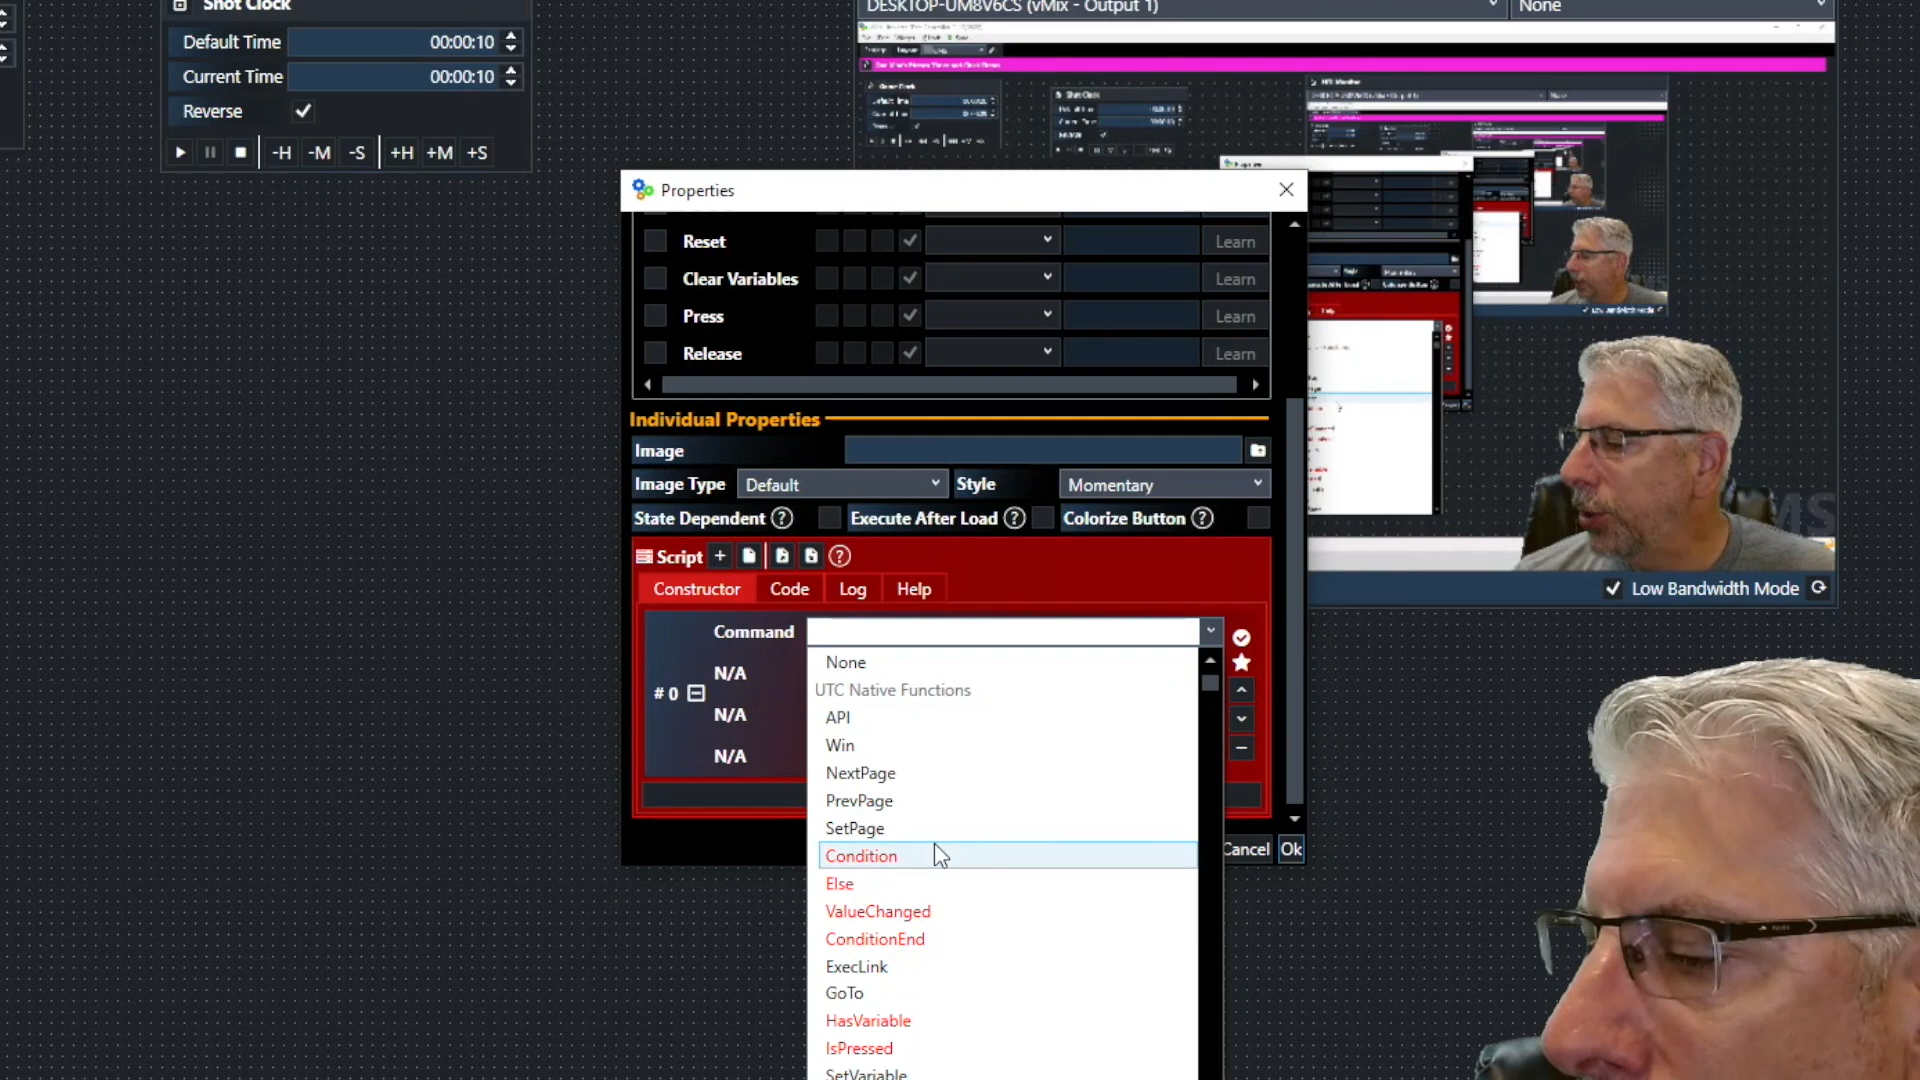 Shot Clock
DESKTOP-UM8V6CS (vMix - Output 1)
None
Default Time 00:00:10
Current Time 00:00:10
Reverse
-H -M -S +H +M +S
Properties
Reset Learn
Clear Variables Learn
Press Learn
Release Learn
Individual Properties
Image
Image Type Default Style Momentary
State Dependent ? Execute After Load ? Colorize Button ?
Script + ?
Constructor Code Log Help
Low Bandwidth Mode
Command
N/A
# 0
N/A
N/A
None
UTC Native Functions
API
Win
NextPage
PrevPage
SetPage
Condition
Else
ValueChanged
ConditionEnd
ExecLink
GoTo
HasVariable
IsPressed
SetVariable
Cancel Ok